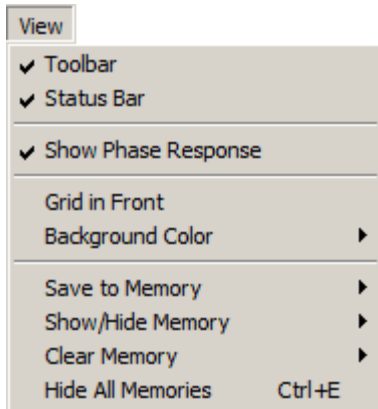 View
Toolbar
Status Bar
Show Phase Response
Grid in Front
Background Color
Save to Memory
Show/Hide Memory
Clear Memory
Hide All Memories Ctrl+E